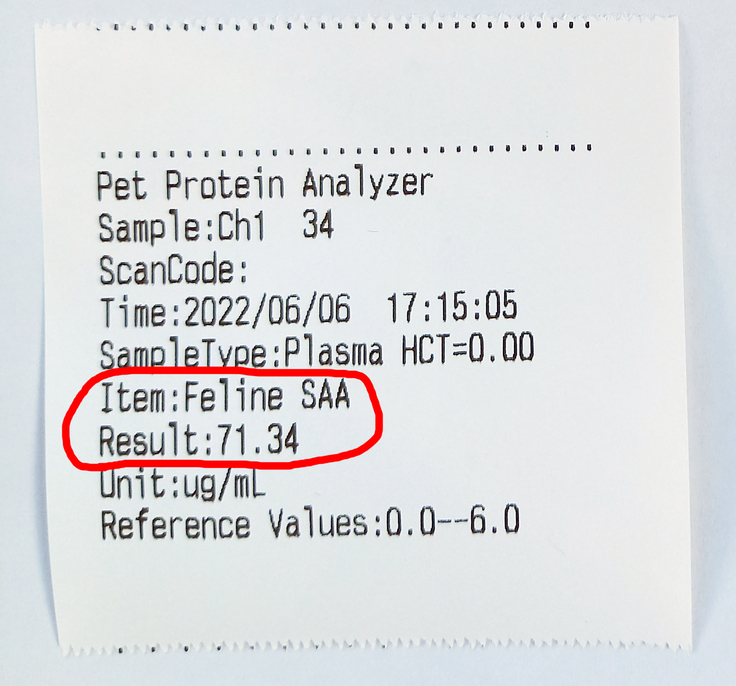 Pet Protein Analyzer
Sample:Ch1 34
ScanCode:
Time:2022/06/06 17:15:05
SampleType:Plasma HCT=0.00
Item:Feline SAA
Result:71.34
Unit:ug/mL
Reference Values:0.0--6.0